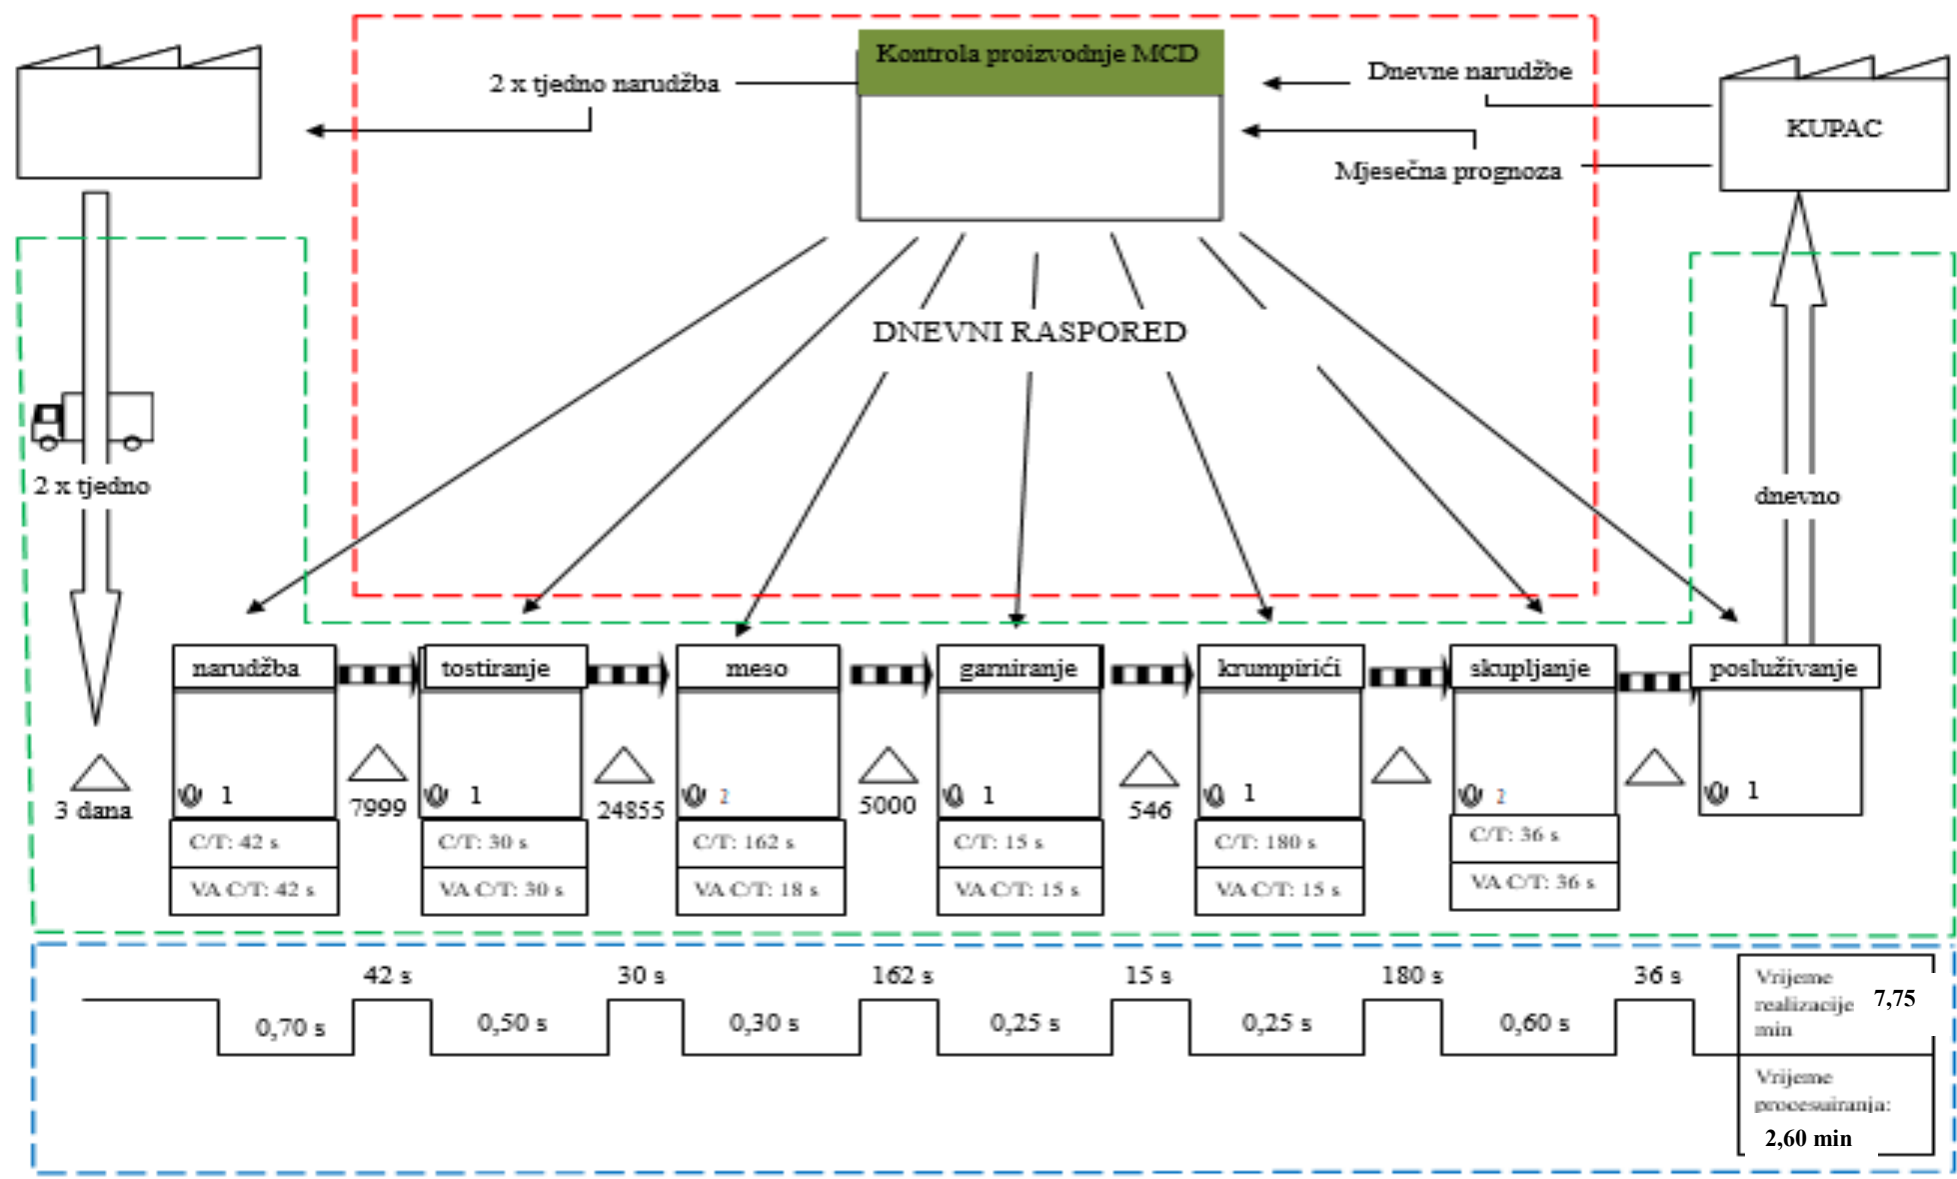 Kontrola proizvodnje MCD
2 x tjedno narudžba
Dnevne narudžbe
KUPAC
Mjesečna prognoza
DNEVNI RASPORED
2 x tjedno
dnevno
narudžba
tostiranje
meso
garniranje
krumpirići
skupljanje
posluživanje
3 dana
1
7999
1
24855
2
5000
1
546
1
2
1
C/T: 42 s
C/T: 30 s
C/T: 162 s
C/T: 15 s
C/T: 180 s
C/T: 36 s
VA C/T: 42 s
VA C/T: 30 s
VA C/T: 18 s
VA C/T: 15 s
VA C/T: 15 s
VA C/T: 36 s
42 s
30 s
162 s
15 s
180 s
36 s
0,70 s
0,50 s
0,30 s
0,25 s
0,25 s
0,60 s
Vrijeme
realizacije 7,75
min
Vrijeme
procesuiranja:
2,60 min